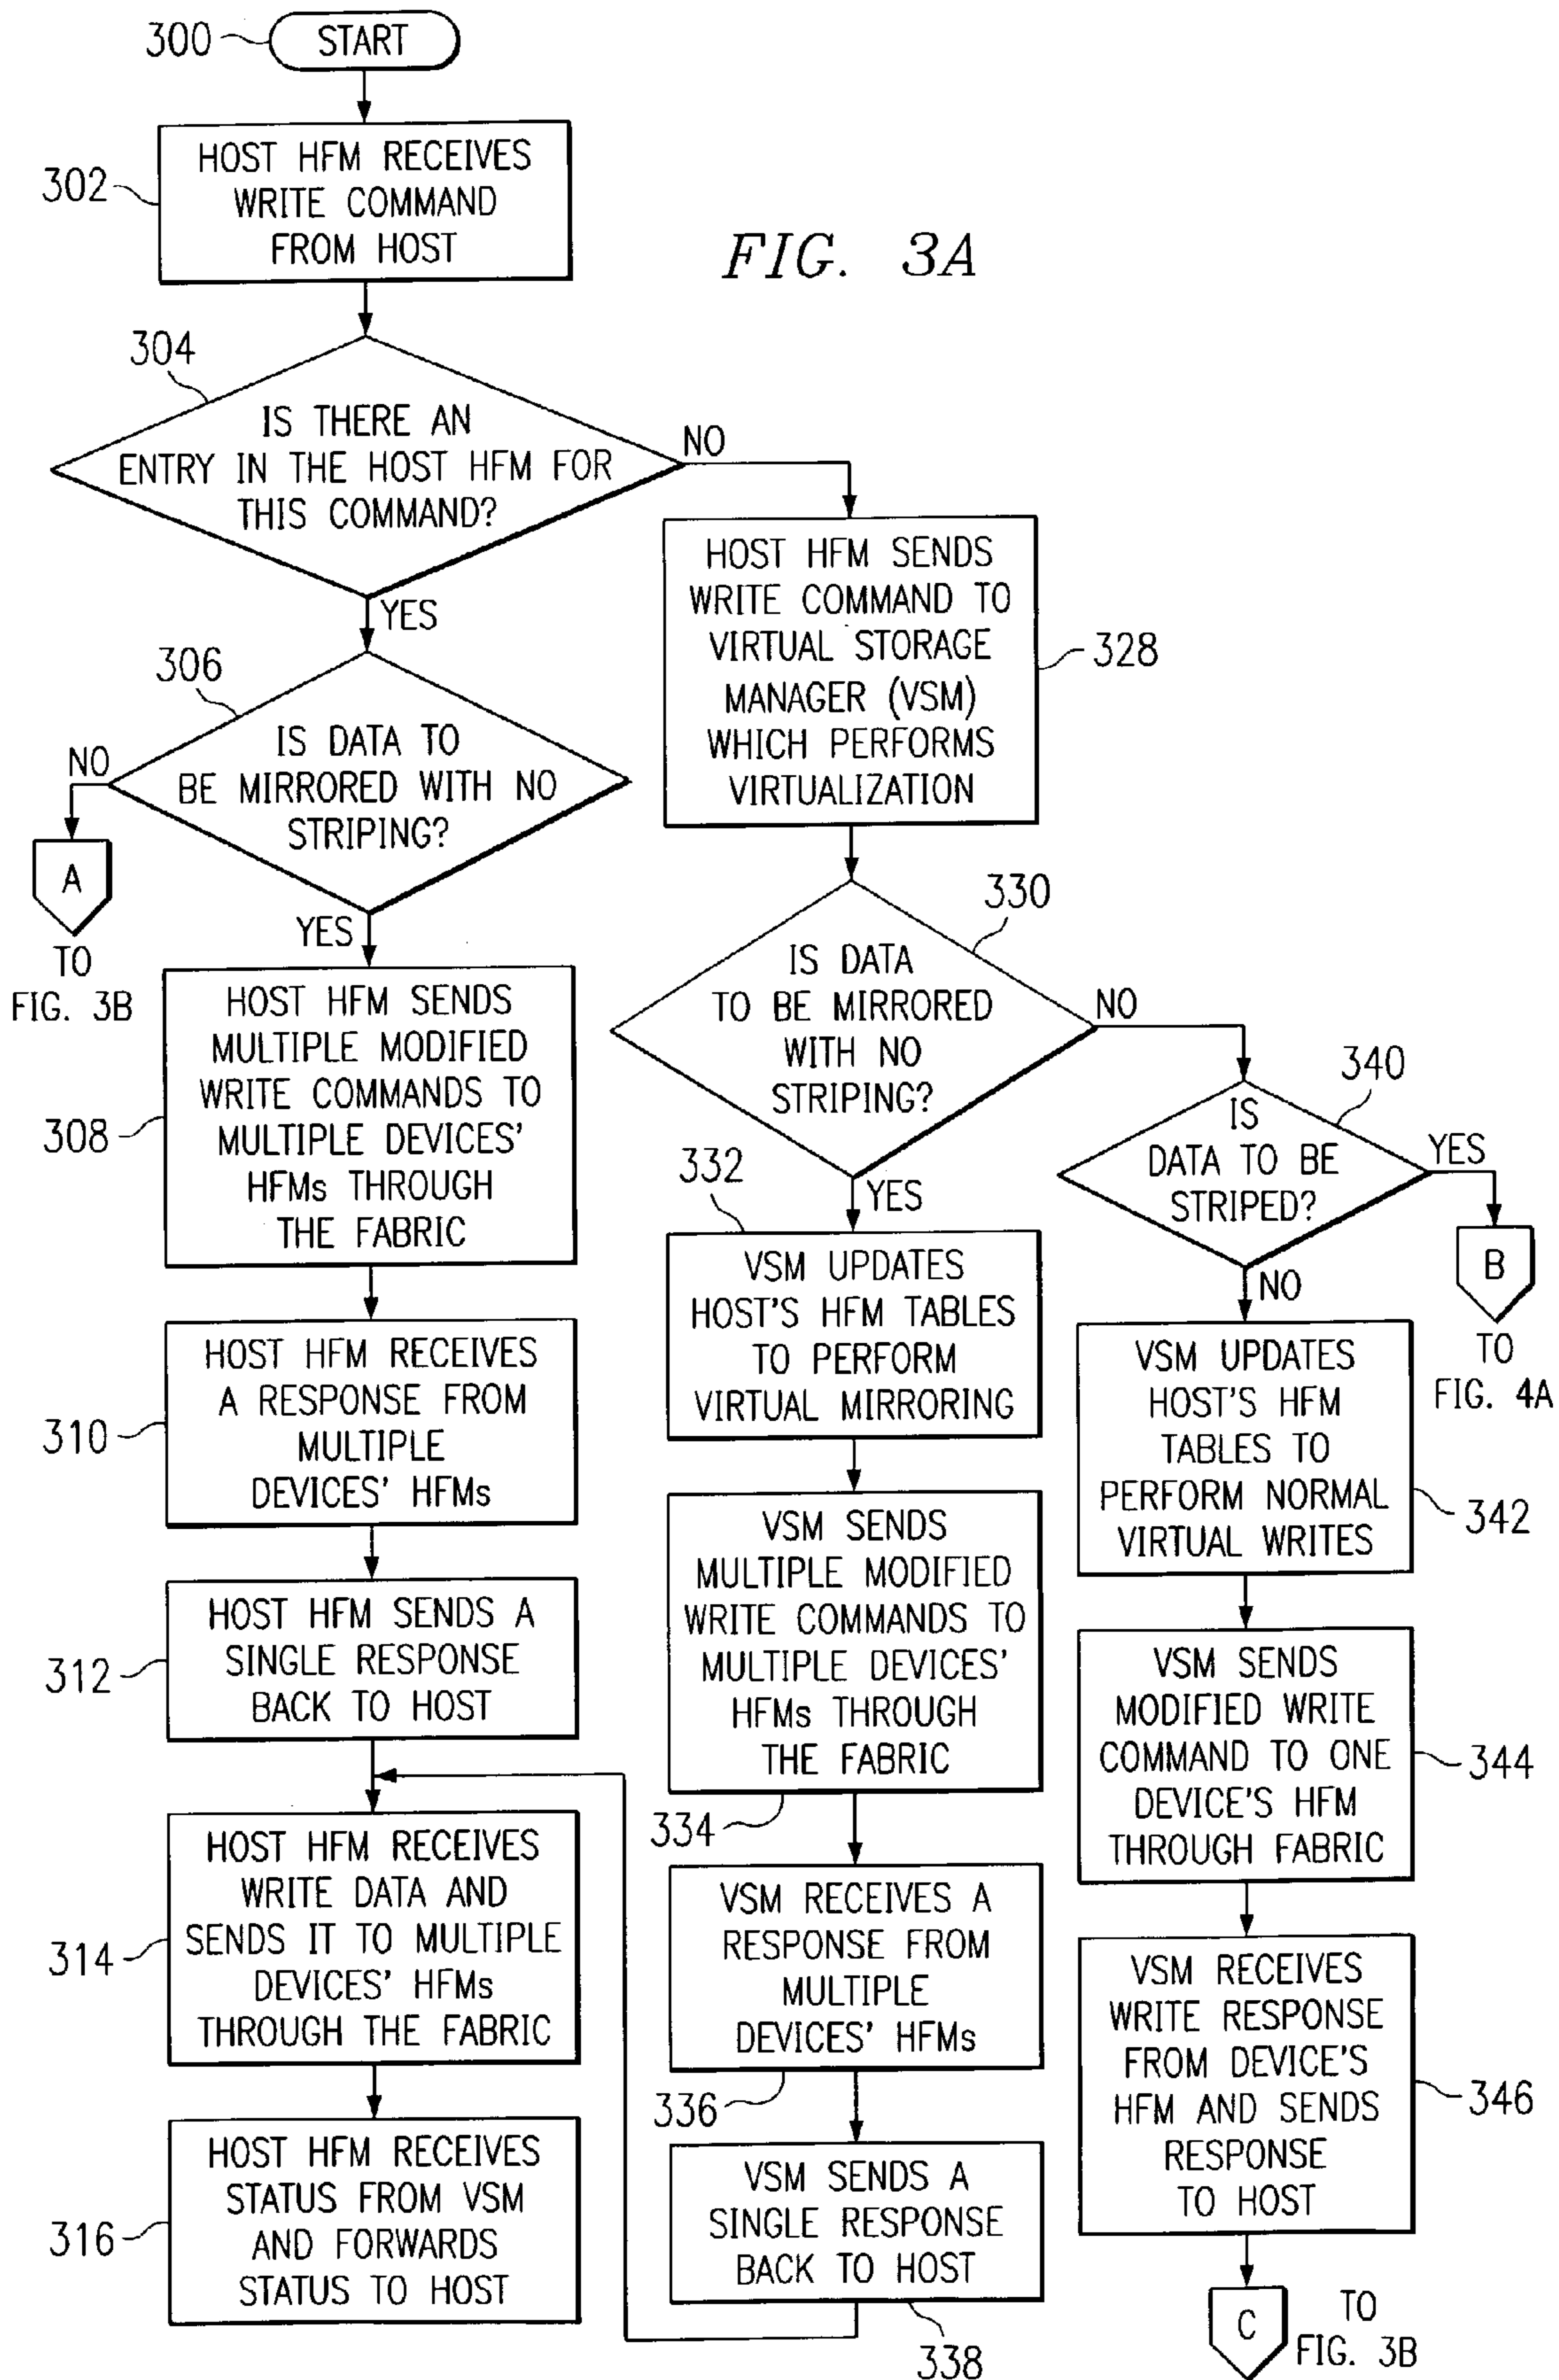 300
START
302
HOST HFM RECEIVES
WRITE COMMAND
FROM HOST
FIG. 3A
304
IS THERE AN
ENTRY IN THE HOST HFM FOR
THIS COMMAND?
NO
YES
306
IS DATA TO
BE MIRRORED WITH NO
STRIPING?
NO
A
TO
FIG. 3B
YES
308
HOST HFM SENDS
MULTIPLE MODIFIED
WRITE COMMANDS TO
MULTIPLE DEVICES'
HFMs THROUGH
THE FABRIC
310
HOST HFM RECEIVES
A RESPONSE FROM
MULTIPLE
DEVICES' HFMs
312
HOST HFM SENDS A
SINGLE RESPONSE
BACK TO HOST
314
HOST HFM RECEIVES
WRITE DATA AND
SENDS IT TO MULTIPLE
DEVICES' HFMs
THROUGH THE FABRIC
316
HOST HFM RECEIVES
STATUS FROM VSM
AND FORWARDS
STATUS TO HOST
HOST HFM SENDS
WRITE COMMAND TO
VIRTUAL STORAGE
MANAGER (VSM)
WHICH PERFORMS
VIRTUALIZATION
328
330
IS DATA
TO BE MIRRORED
WITH NO
STRIPING?
NO
YES
332
VSM UPDATES
HOST'S HFM TABLES
TO PERFORM
VIRTUAL MIRRORING
VSM SENDS
MULTIPLE MODIFIED
WRITE COMMANDS TO
MULTIPLE DEVICES'
HFMs THROUGH
THE FABRIC
334
VSM RECEIVES A
RESPONSE FROM
MULTIPLE
DEVICES' HFMs
336
VSM SENDS A
SINGLE RESPONSE
BACK TO HOST
338
340
IS
DATA TO BE
STRIPED?
YES
B
TO
FIG. 4A
NO
VSM UPDATES
HOST'S HFM
TABLES TO
PERFORM NORMAL
VIRTUAL WRITES
342
VSM SENDS
MODIFIED WRITE
COMMAND TO ONE
DEVICE'S HFM
THROUGH FABRIC
344
VSM RECEIVES
WRITE RESPONSE
FROM DEVICE'S
HFM AND SENDS
RESPONSE
TO HOST
346
C
TO
FIG. 3B